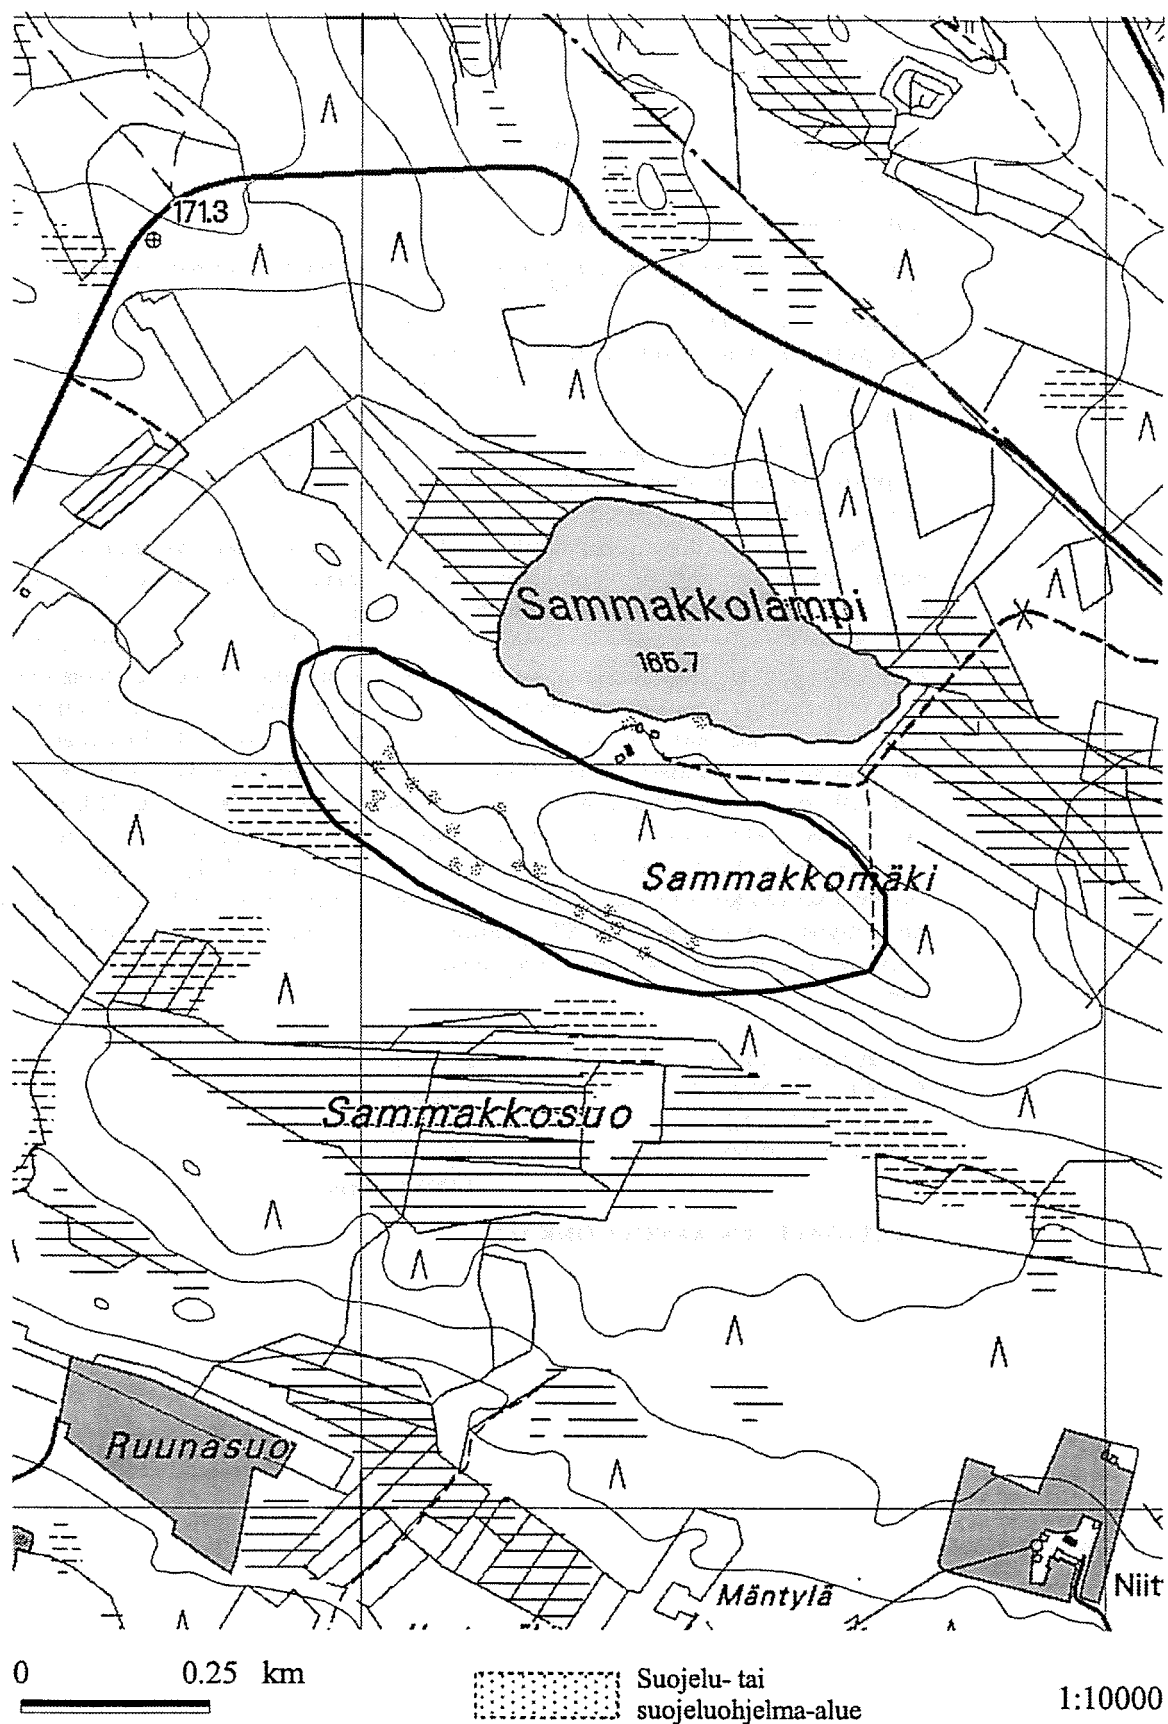 171.3
Sammakkolampi
165.7
Sammakkomäki
Sammakkosuo
Ruunasuo
Mäntylä
Niit
0 0.25 km
Suojelu- tai
suojeluohjelma-alue
1:10000